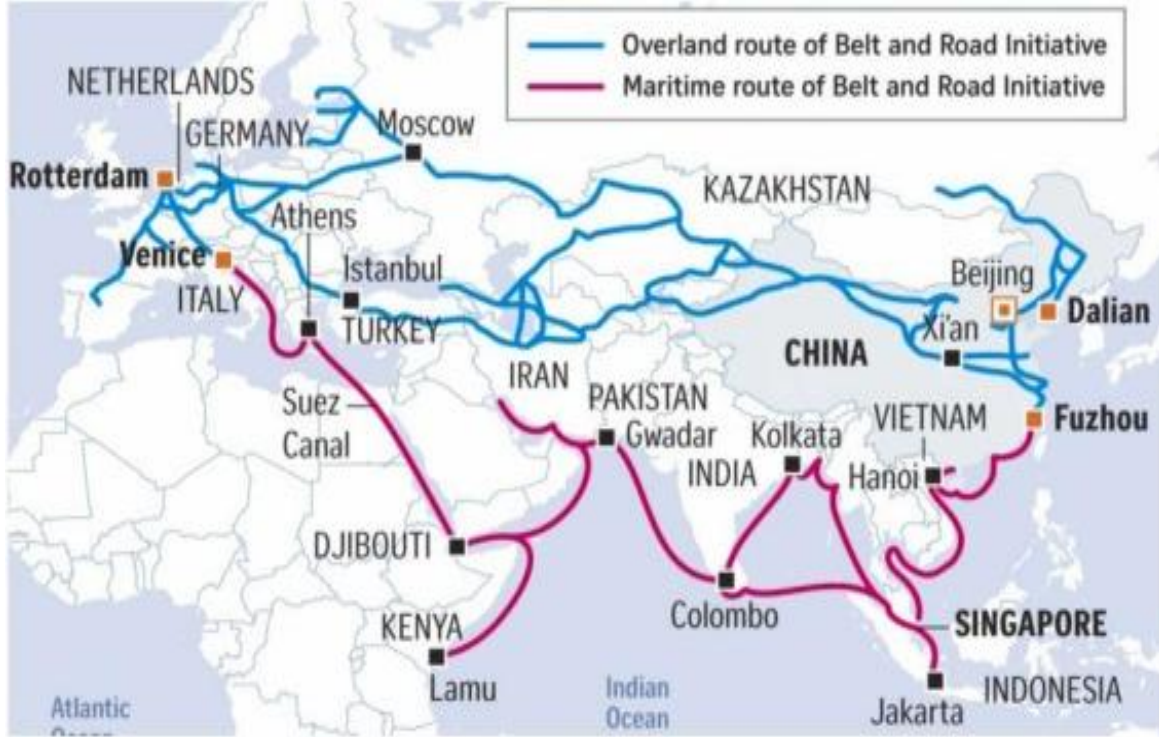 Overland route of Belt and Road Initiative
Maritime route of Belt and Road Initiative
NETHERLANDS
GERMANY
Moscow
Rotterdam
KAZAKHSTAN
Athens
Venice
Istanbul
Beijing
ITALY
TURKEY
Dalian
Xi'an
CHINA
IRAN
Suez
Canal
PAKISTAN
Gwadar
Kolkata
VIETNAM
Fuzhou
INDIA
Hanoi
DJIBOUTI
Colombo
KENYA
SINGAPORE
Lamu
Indian
Ocean
Jakarta
INDONESIA
Atlantic
Ocean